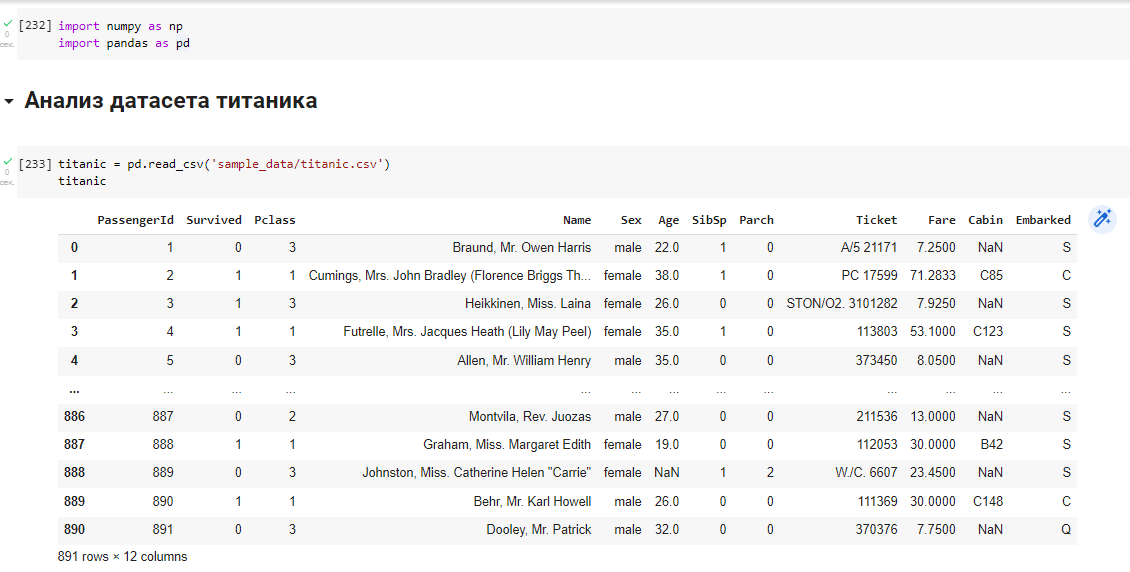 [232] import numpy as np
import pandas as pd
0
сек.
Анализ датасета титаника
[233] titanic = pd.read_csv('sample_data/titanic.csv')
titanic
0
сек.
PassengerId Survived Pclass Name Sex Age SibSp Parch Ticket Fare Cabin Embarked
0 1 0 3 Braund, Mr. Owen Harris male 22.0 1 0 A/5 21171 7.2500 NaN S
1 2 1 1 Cumings, Mrs. John Bradley (Florence Briggs Th... female 38.0 1 0 PC 17599 71.2833 C85 C
2 3 1 3 Heikkinen, Miss. Laina female 26.0 0 0 STON/O2. 3101282 7.9250 NaN S
3 4 1 1 Futrelle, Mrs. Jacques Heath (Lily May Peel) female 35.0 1 0 113803 53.1000 C123 S
4 5 0 3 Allen, Mr. William Henry male 35.0 0 0 373450 8.0500 NaN S
... ... ... ... ... ... ... ... ... ... ... ... ...
886 887 0 2 Montvila, Rev. Juozas male 27.0 0 0 211536 13.0000 NaN S
887 888 1 1 Graham, Miss. Margaret Edith female 19.0 0 0 112053 30.0000 B42 S
888 889 0 3 Johnston, Miss. Catherine Helen "Carrie" female NaN 1 2 W./C. 6607 23.4500 NaN S
889 890 1 1 Behr, Mr. Karl Howell male 26.0 0 0 111369 30.0000 C148 C
890 891 0 3 Dooley, Mr. Patrick male 32.0 0 0 370376 7.7500 NaN Q
891 rows × 12 columns